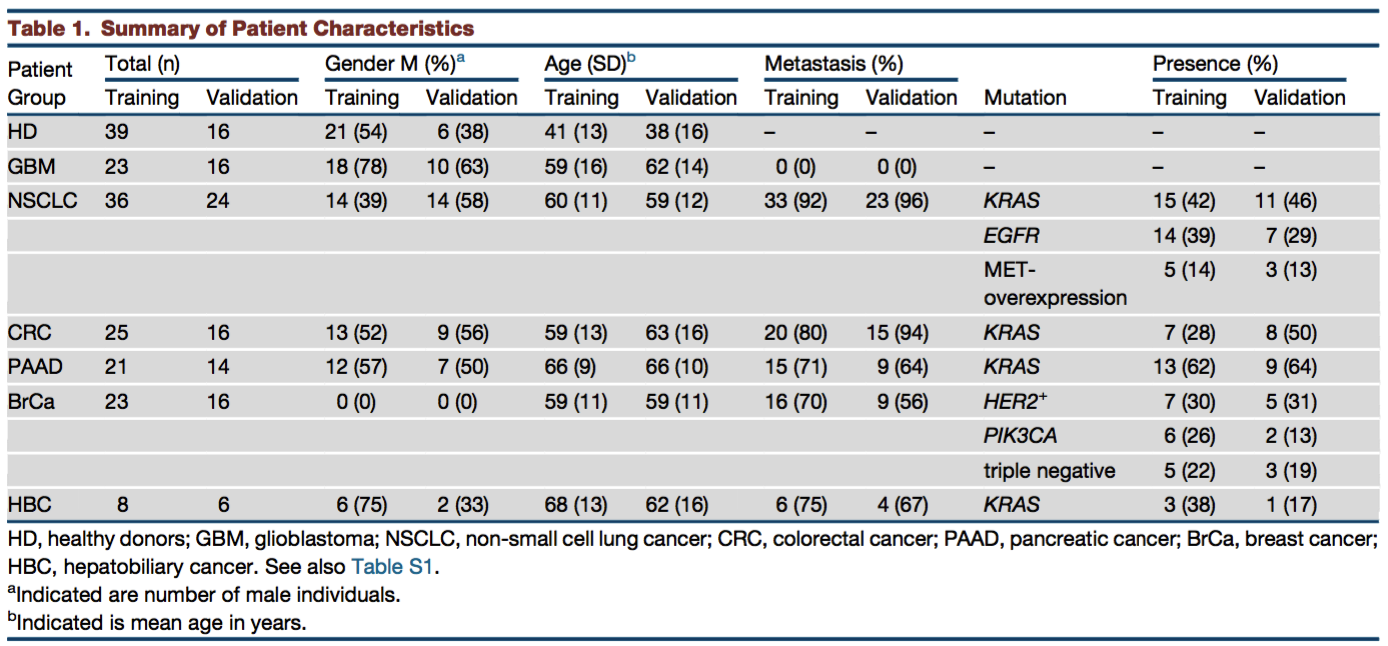 Table 1. Summary of Patient Characteristics
Patient Group Total (n) Gender M (%)a Age (SD)b Metastasis (%) Mutation Presence (%)
Training Validation Training Validation Training Validation Training Validation Training Validation
HD 39 16 21 (54) 6 (38) 41 (13) 38 (16) – – – – –
GBM 23 16 18 (78) 10 (63) 59 (16) 62 (14) 0 (0) 0 (0) – – –
NSCLC 36 24 14 (39) 14 (58) 60 (11) 59 (12) 33 (92) 23 (96) KRAS 15 (42) 11 (46)
EGFR 14 (39) 7 (29)
MET-
overexpression 5 (14) 3 (13)
CRC 25 16 13 (52) 9 (56) 59 (13) 63 (16) 20 (80) 15 (94) KRAS 7 (28) 8 (50)
PAAD 21 14 12 (57) 7 (50) 66 (9) 66 (10) 15 (71) 9 (64) KRAS 13 (62) 9 (64)
BrCa 23 16 0 (0) 0 (0) 59 (11) 59 (11) 16 (70) 9 (56) HER2+ 7 (30) 5 (31)
PIK3CA 6 (26) 2 (13)
triple negative 5 (22) 3 (19)
HBC 8 6 6 (75) 2 (33) 68 (13) 62 (16) 6 (75) 4 (67) KRAS 3 (38) 1 (17)
HD, healthy donors; GBM, glioblastoma; NSCLC, non-small cell lung cancer; CRC, colorectal cancer; PAAD, pancreatic cancer; BrCa, breast cancer;
HBC, hepatobiliary cancer. See also Table S1.
aIndicated are number of male individuals.
bIndicated is mean age in years.